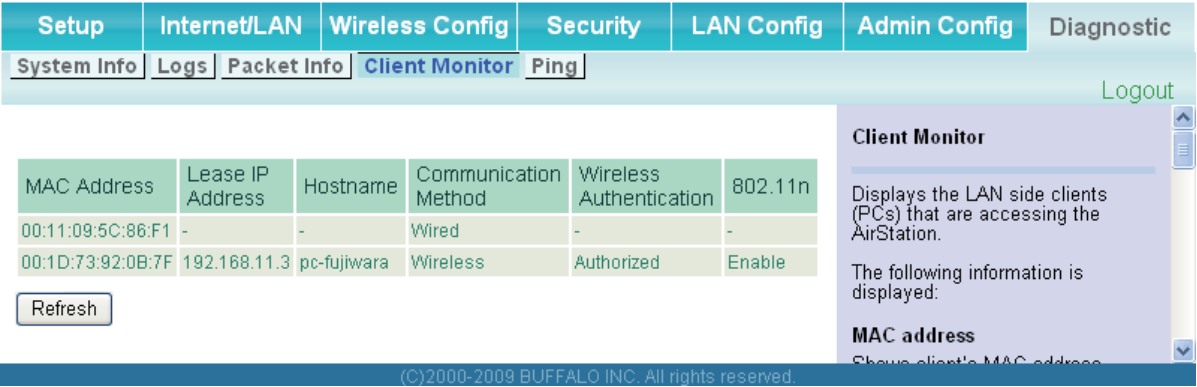 Setup Internet/LAN Wireless Config Security LAN Config Admin Config Diagnostic
System Info Logs Packet Info Client Monitor Ping
Logout
Client Monitor
MAC Address Lease IP Address Hostname Communication Method Wireless Authentication 802.11n
00:11:09:5C:86:F1 - - Wired - -
00:1D:73:92:0B:7F 192.168.11.3 pc-fujiwara Wireless Authorized Enable
Refresh
Displays the LAN side clients
(PCs) that are accessing the
AirStation.
The following information is
displayed:
MAC address
Shows client's MAC address
(C)2000-2009 BUFFALO INC. All rights reserved.